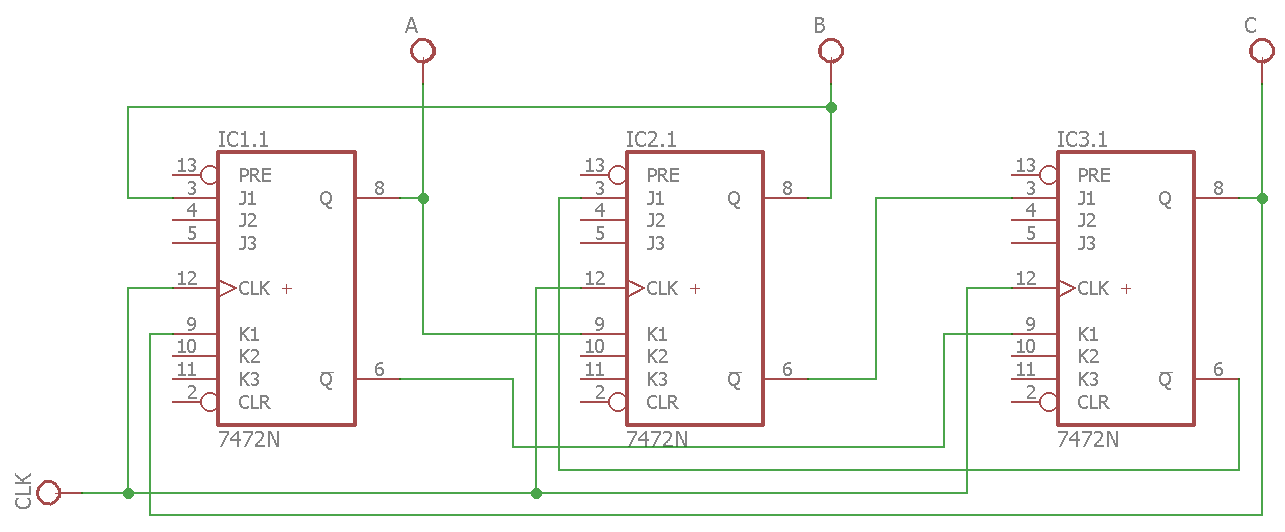 A
B
C
IC1.1
IC2.1
IC3.1
13 PRE
3 J1 Q 8
4 J2
5 J3
12 CLK +
9 K1
10 K2
11 K3 Q̅ 6
2 CLR
7472N
13 PRE
3 J1 Q 8
4 J2
5 J3
12 CLK +
9 K1
10 K2
11 K3 Q̅ 6
2 CLR
7472N
13 PRE
3 J1 Q 8
4 J2
5 J3
12 CLK +
9 K1
10 K2
11 K3 Q̅ 6
2 CLR
7472N
CLK